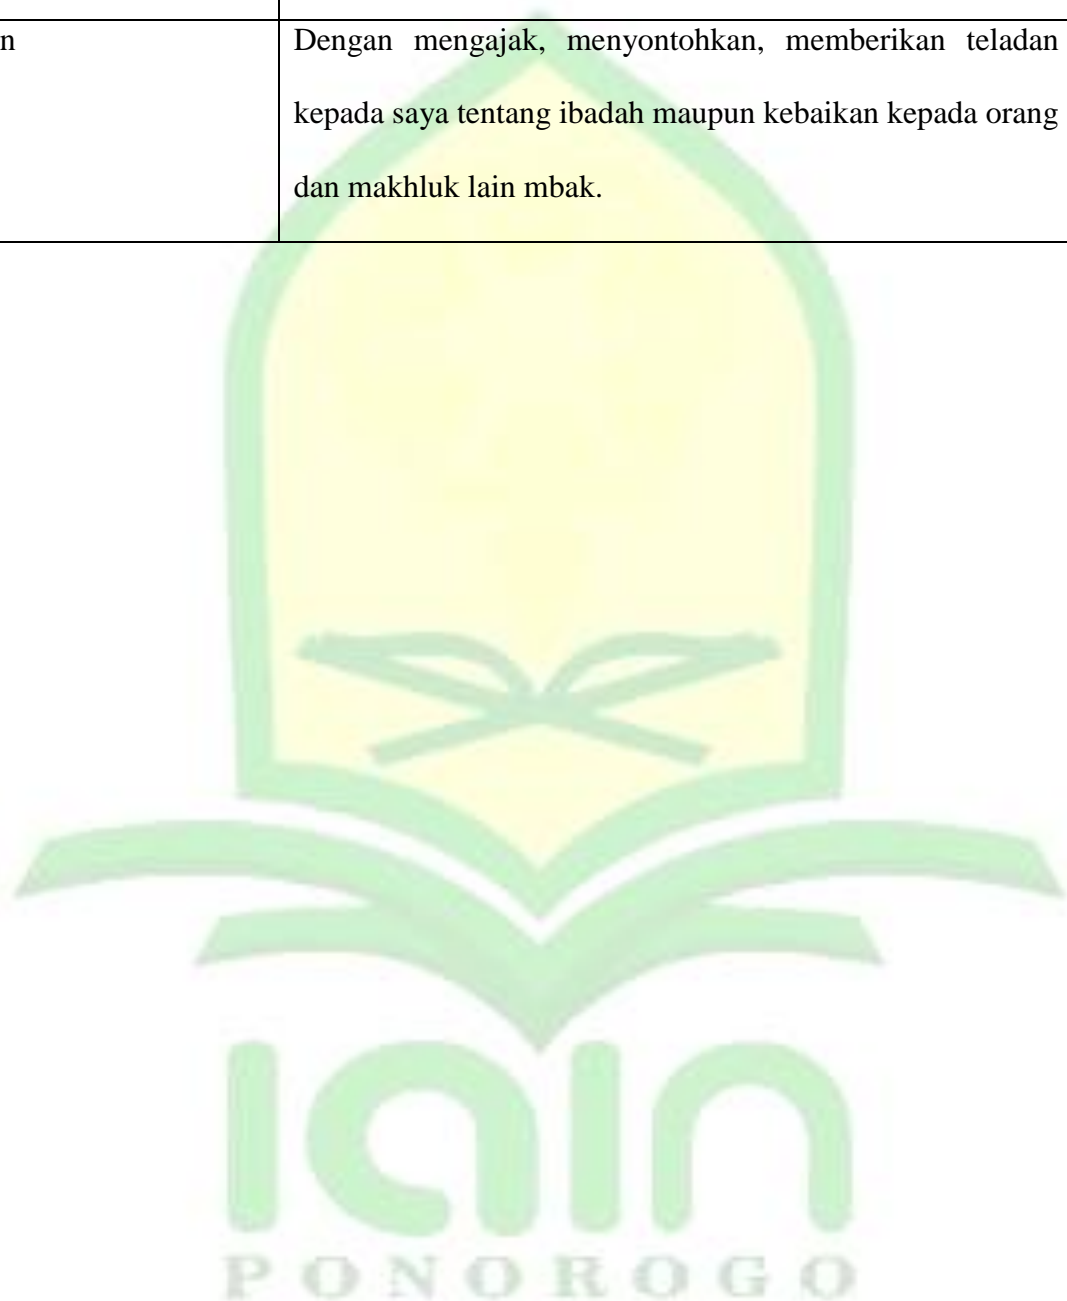 n
Dengan mengajak, menyontohkan, memberikan teladan
kepada saya tentang ibadah maupun kebaikan kepada orang
dan makhluk lain mbak.
iain
PONOROGO